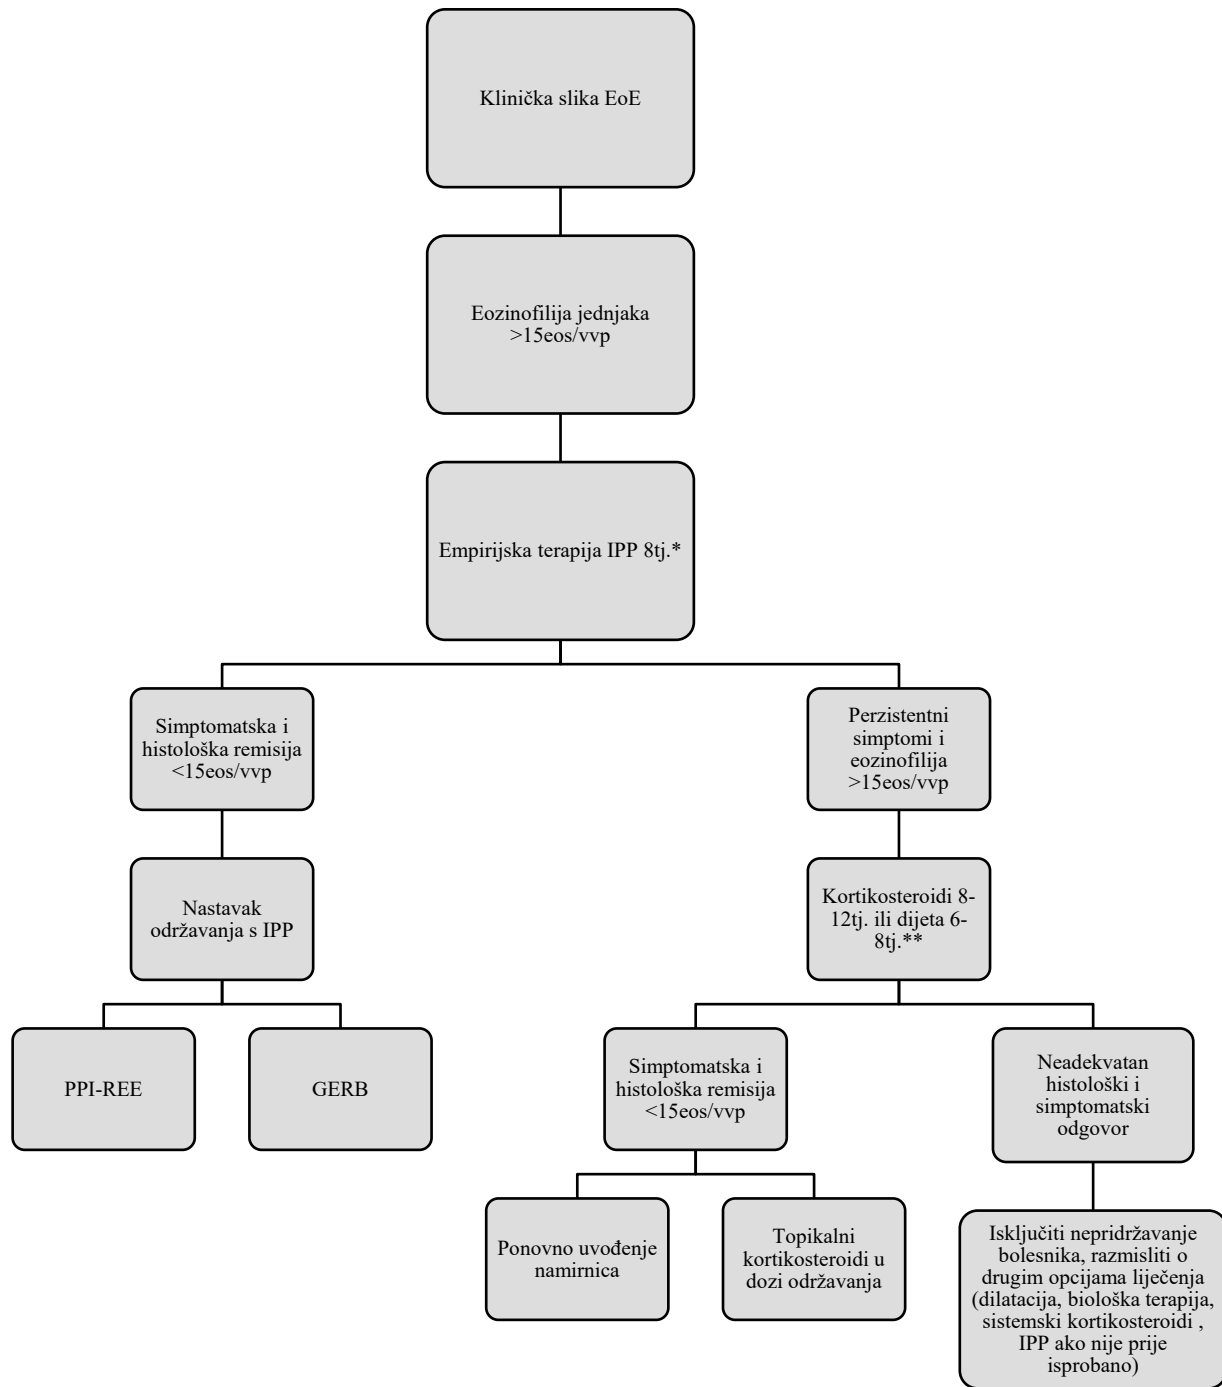 Klinička slika EoE
Eozinofilija jednjaka
>15eos/vvp
Empirijska terapija IPP 8tj.*
Simptomatska i
histološka remisija
<15eos/vvp
Perzistentni
simptomi i
eozinofilija
>15eos/vvp
Nastavak
održavanja s IPP
Kortikosteroidi 8-
12tj. ili dijeta 6-
8tj.**
PPI-REE
GERB
Simptomatska i
histološka remisija
<15eos/vvp
Neadekvatan
histološki i
simptomatski
odgovor
Ponovno uvođenje
namirnica
Topikalni
kortikosteroidi u
dozi održavanja
Isključiti nepridržavanje
bolesnika, razmisliti o
drugim opcijama liječenja
(dilatacija, biološka terapija,
sistemski kortikosteroidi ,
IPP ako nije prije
isprobano)